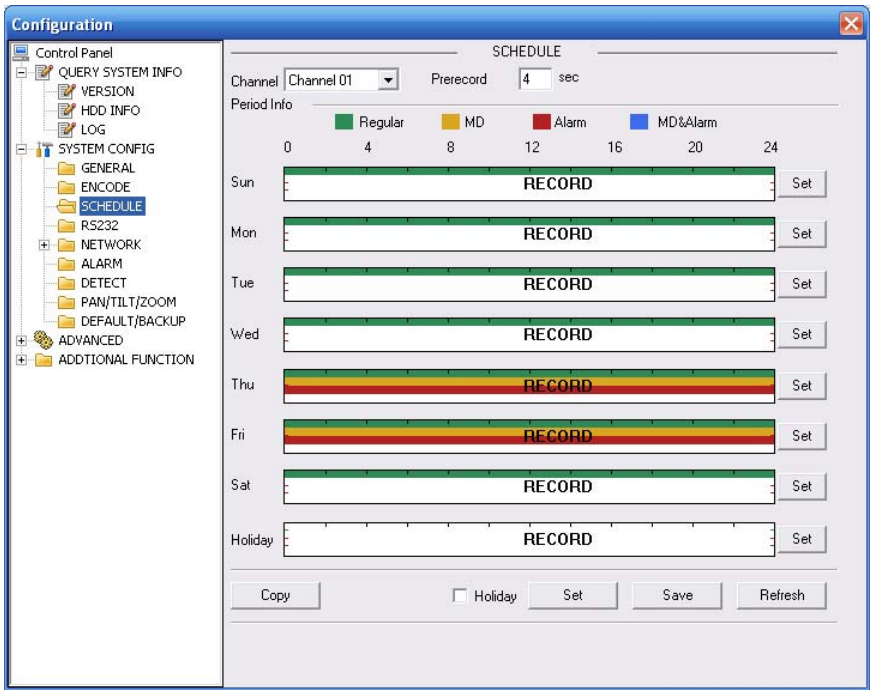 Configuration
Control Panel
QUERY SYSTEM INFO
VERSION
HDD INFO
LOG
SYSTEM CONFIG
GENERAL
ENCODE
SCHEDULE
RS232
NETWORK
ALARM
DETECT
PAN/TILT/ZOOM
DEFAULT/BACKUP
ADVANCED
ADDTIONAL FUNCTION
SCHEDULE
Channel Channel 01 Prerecord 4 sec
Period Info
Regular MD Alarm MD&Alarm
0 4 8 12 16 20 24
Sun RECORD Set
Mon RECORD Set
Tue RECORD Set
Wed RECORD Set
Thu RECORD Set
Fri RECORD Set
Sat RECORD Set
Holiday RECORD Set
Copy Holiday Set Save Refresh